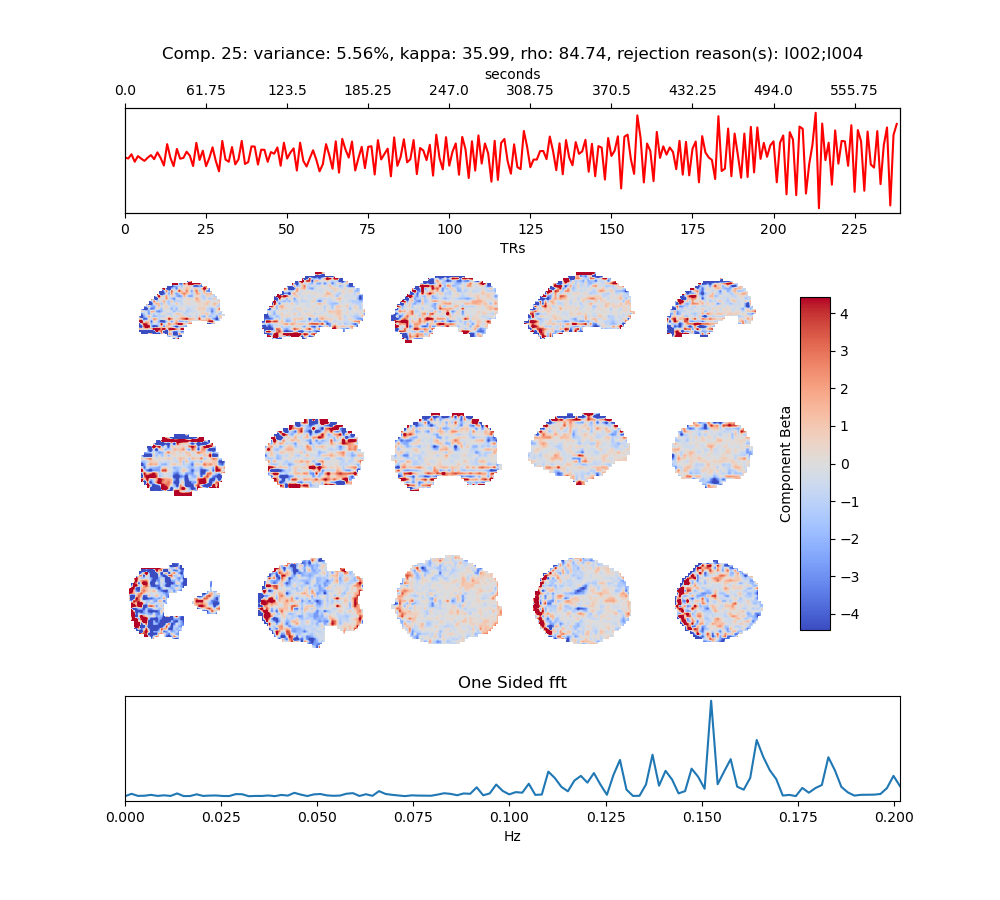 Comp. 25: variance: 5.56%, kappa: 35.99, rho: 84.74, rejection reason(s): I002;I004
seconds
0.0 61.75 123.5 185.25 247.0 308.75 370.5 432.25 494.0 555.75
0 25 50 75 100 125 150 175 200 225
TRs
4
3
2
1
0
−1
−2
−3
−4
Component Beta
One Sided fft
0.000 0.025 0.050 0.075 0.100 0.125 0.150 0.175 0.200
Hz